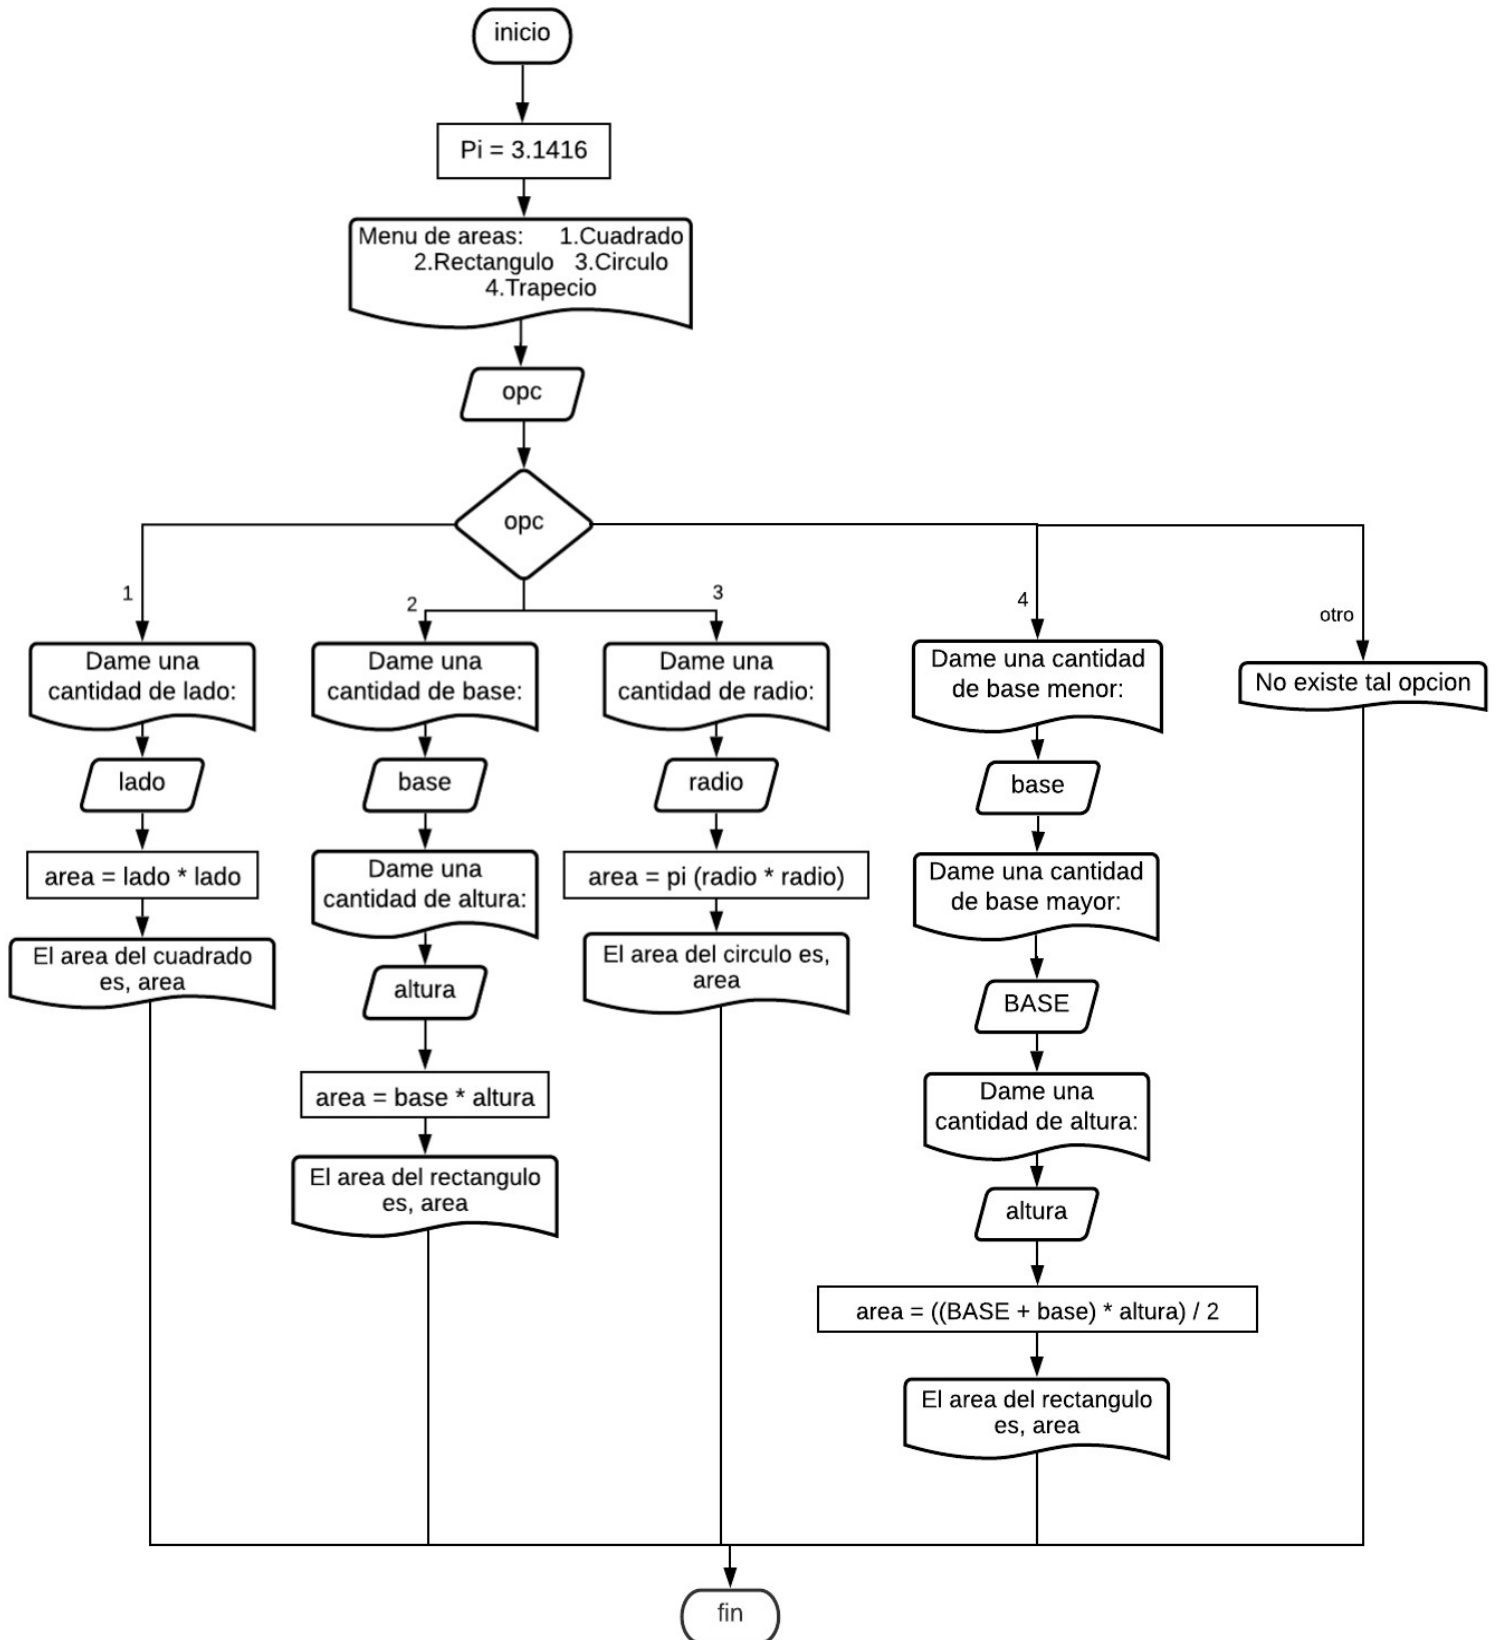 inicio
Pi = 3.1416
Menu de areas: 1.Cuadrado
2.Rectangulo 3.Circulo
4.Trapecio
opc
opc
1
Dame una
cantidad de lado:
lado
area = lado * lado
El area del cuadrado
es, area
2
Dame una
cantidad de base:
base
Dame una
cantidad de altura:
altura
area = base * altura
El area del rectangulo
es, area
3
Dame una
cantidad de radio:
radio
area = pi (radio * radio)
El area del circulo es,
area
4
Dame una cantidad
de base menor:
base
Dame una cantidad
de base mayor:
BASE
Dame una
cantidad de altura:
altura
area = ((BASE + base) * altura) / 2
El area del rectangulo
es, area
otro
No existe tal opcion
fin